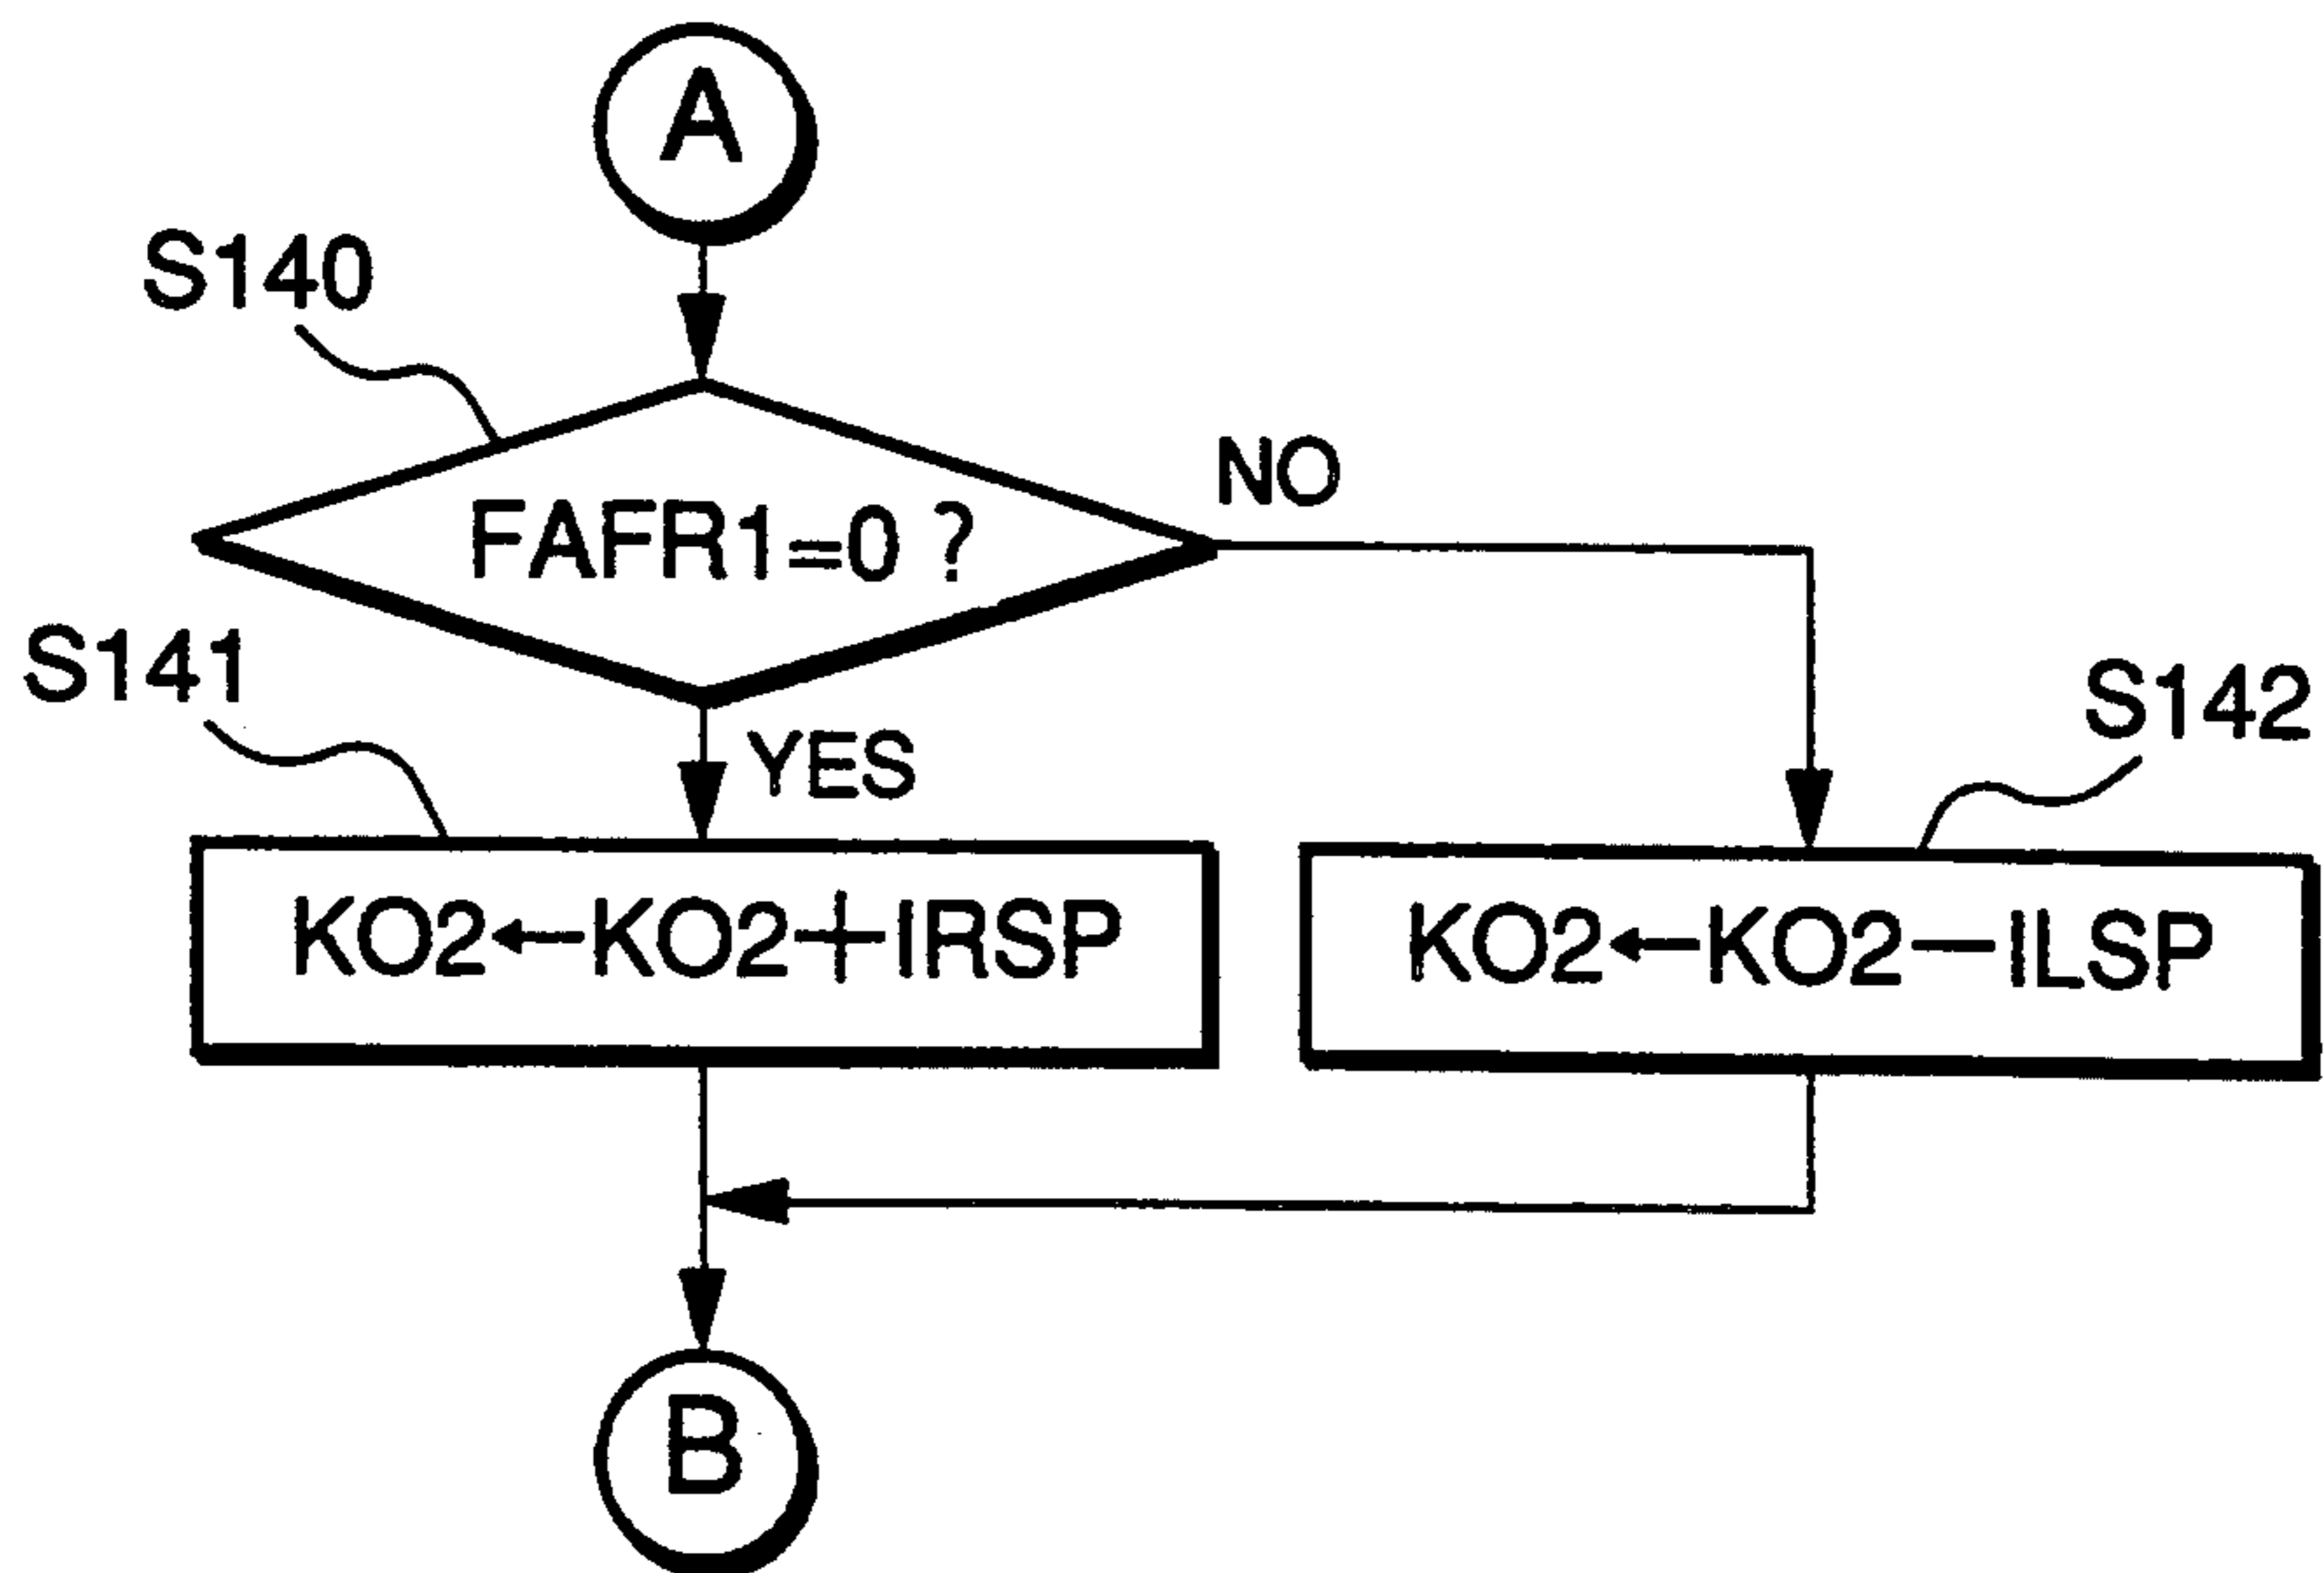 A
S140
FAFR1=0 ?
NO
S141
YES
S142
KO2←KO2+IRSP
KO2←KO2−ILSP
B